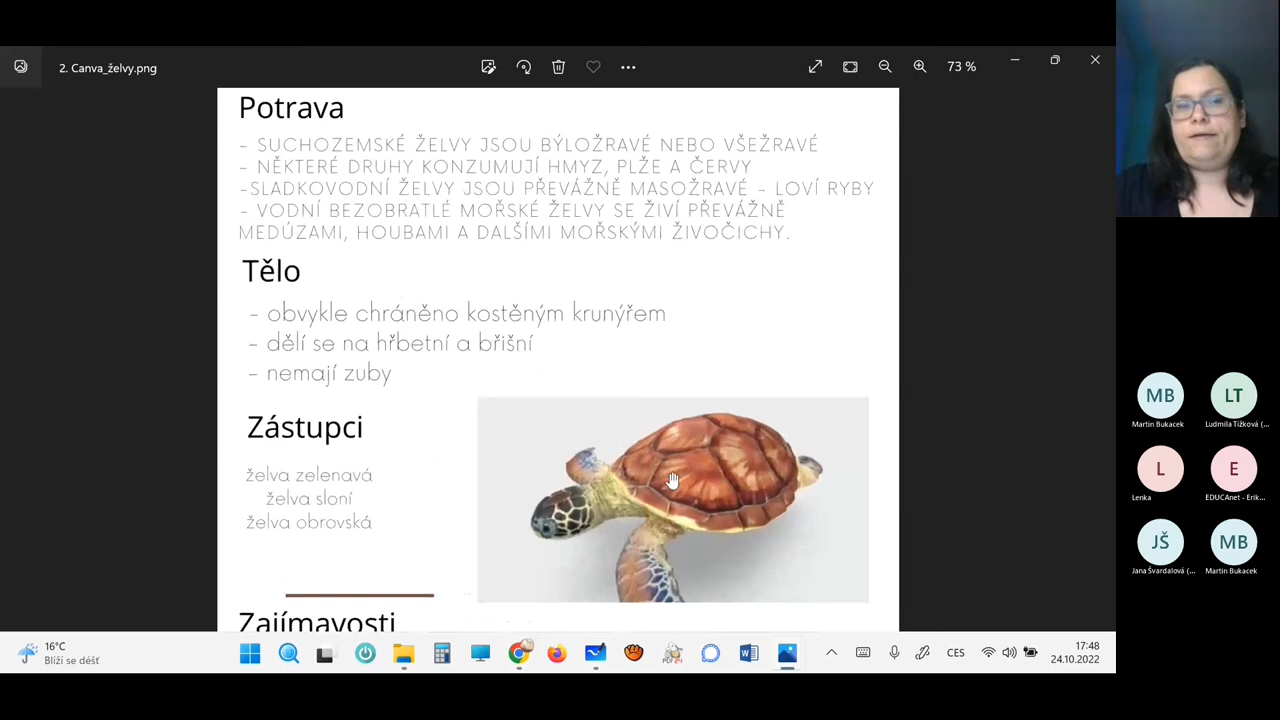 2. Canva_želvy.png
73 %
Potrava
- SUCHOZEMSKÉ ŽELVY JSOU BÝLOŽRAVÉ NEBO VŠEŽRAVÉ
- NĚKTERÉ DRUHY KONZUMUJÍ HMYZ, PLŽE A ČERVY
-SLADKOVODNÍ ŽELVY JSOU PŘEVÁŽNĚ MASOŽRAVÉ - LOVÍ RYBY
- VODNÍ BEZOBRATLÉ MOŘSKÉ ŽELVY SE ŽIVÍ PŘEVÁŽNĚ
MEDÚZAMI, HOUBAMI A DALŠÍMI MOŘSKÝMI ŽIVOČICHY.
Tělo
- obvykle chráněno kostěným krunýřem
- dělí se na hřbetní a břišní
- nemají zuby
Zástupci
želva zelenavá
želva sloní
želva obrovská
Zajímavosti
MB
Martin Bukacek
LT
Ludmila Tížková (...
L
Lenka
E
EDUCAnet - Erik...
JŠ
Jana Švardalová (...
MB
Martin Bukacek
16°C
Blíží se déšť
CES
17:48
24.10.2022